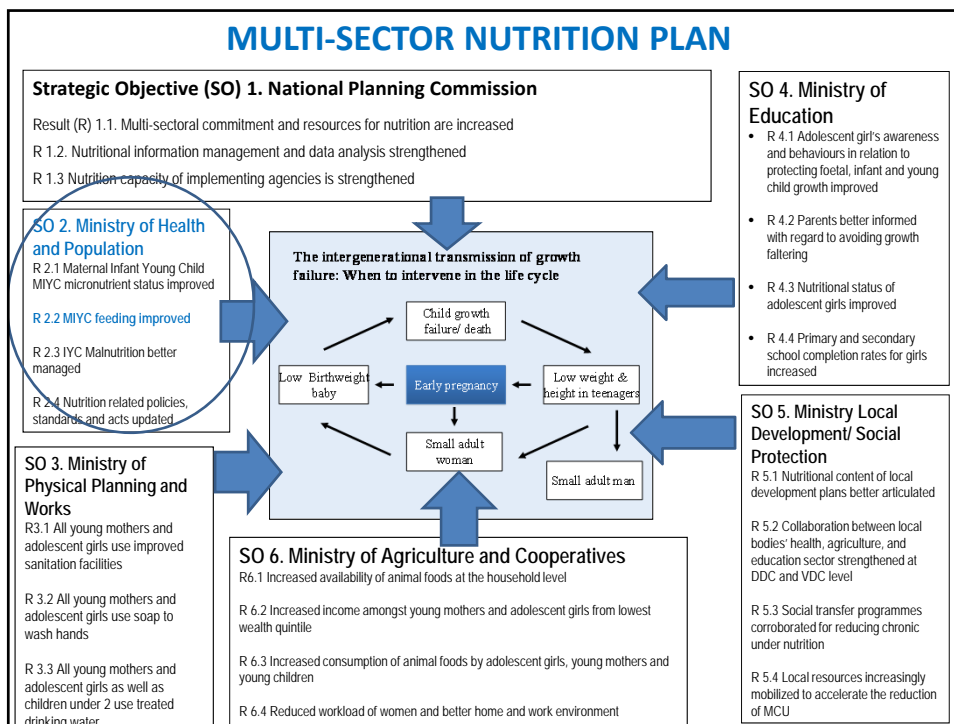 MULTI-SECTOR NUTRITION PLAN
Strategic Objective (SO) 1. National Planning Commission
Result (R) 1.1. Multi-sectoral commitment and resources for nutrition are increased
R 1.2. Nutritional information management and data analysis strengthened
R 1.3 Nutrition capacity of implementing agencies is strengthened
SO 2. Ministry of Health
and Population
R 2.1 Maternal Infant Young Child
MIYC micronutrient status improved
R 2.2 MIYC feeding improved
R 2.3 IYC Malnutrition better
managed
R 2.4 Nutrition related policies,
standards and acts updated
SO 3. Ministry of
Physical Planning and
Works
R3.1 All young mothers and
adolescent girls use improved
sanitation facilities
R 3.2 All young mothers and
adolescent girls use soap to
wash hands
R 3.3 All young mothers and
adolescent girls as well as
children under 2 use treated
drinking water
The intergenerational transmission of growth
failure: When to intervene in the life cycle
Child growth
failure/ death
Low Birthweight
baby
Early pregnancy
Low weight &
height in teenagers
Small adult
woman
Small adult man
SO 6. Ministry of Agriculture and Cooperatives
R6.1 Increased availability of animal foods at the household level
R 6.2 Increased income amongst young mothers and adolescent girls from lowest
wealth quintile
R 6.3 Increased consumption of animal foods by adolescent girls, young mothers and
young children
R 6.4 Reduced workload of women and better home and work environment
SO 4. Ministry of
Education
• R 4.1 Adolescent girl's awareness
and behaviours in relation to
protecting foetal, infant and young
child growth improved
• R 4.2 Parents better informed
with regard to avoiding growth
faltering
• R 4.3 Nutritional status of
adolescent girls improved
• R 4.4 Primary and secondary
school completion rates for girls
increased
SO 5. Ministry Local
Development/ Social
Protection
R 5.1 Nutritional content of local
development plans better articulated
R 5.2 Collaboration between local
bodies' health, agriculture, and
education sector strengthened at
DDC and VDC level
R 5.3 Social transfer programmes
corroborated for reducing chronic
under nutrition
R 5.4 Local resources increasingly
mobilized to accelerate the reduction
of MCU